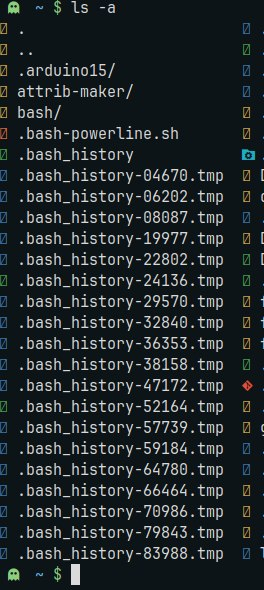 ~ $ ls -a
.
..
.arduino15/
attrib-maker/
bash/
.bash-powerline.sh
.bash_history
.bash_history-04670.tmp
.bash_history-06202.tmp
.bash_history-08087.tmp
.bash_history-19977.tmp
.bash_history-22802.tmp
.bash_history-24136.tmp
.bash_history-29570.tmp
.bash_history-32840.tmp
.bash_history-36353.tmp
.bash_history-38158.tmp
.bash_history-47172.tmp
.bash_history-52164.tmp
.bash_history-57739.tmp
.bash_history-59184.tmp
.bash_history-64780.tmp
.bash_history-66464.tmp
.bash_history-70986.tmp
.bash_history-79843.tmp
.bash_history-83988.tmp
~ $